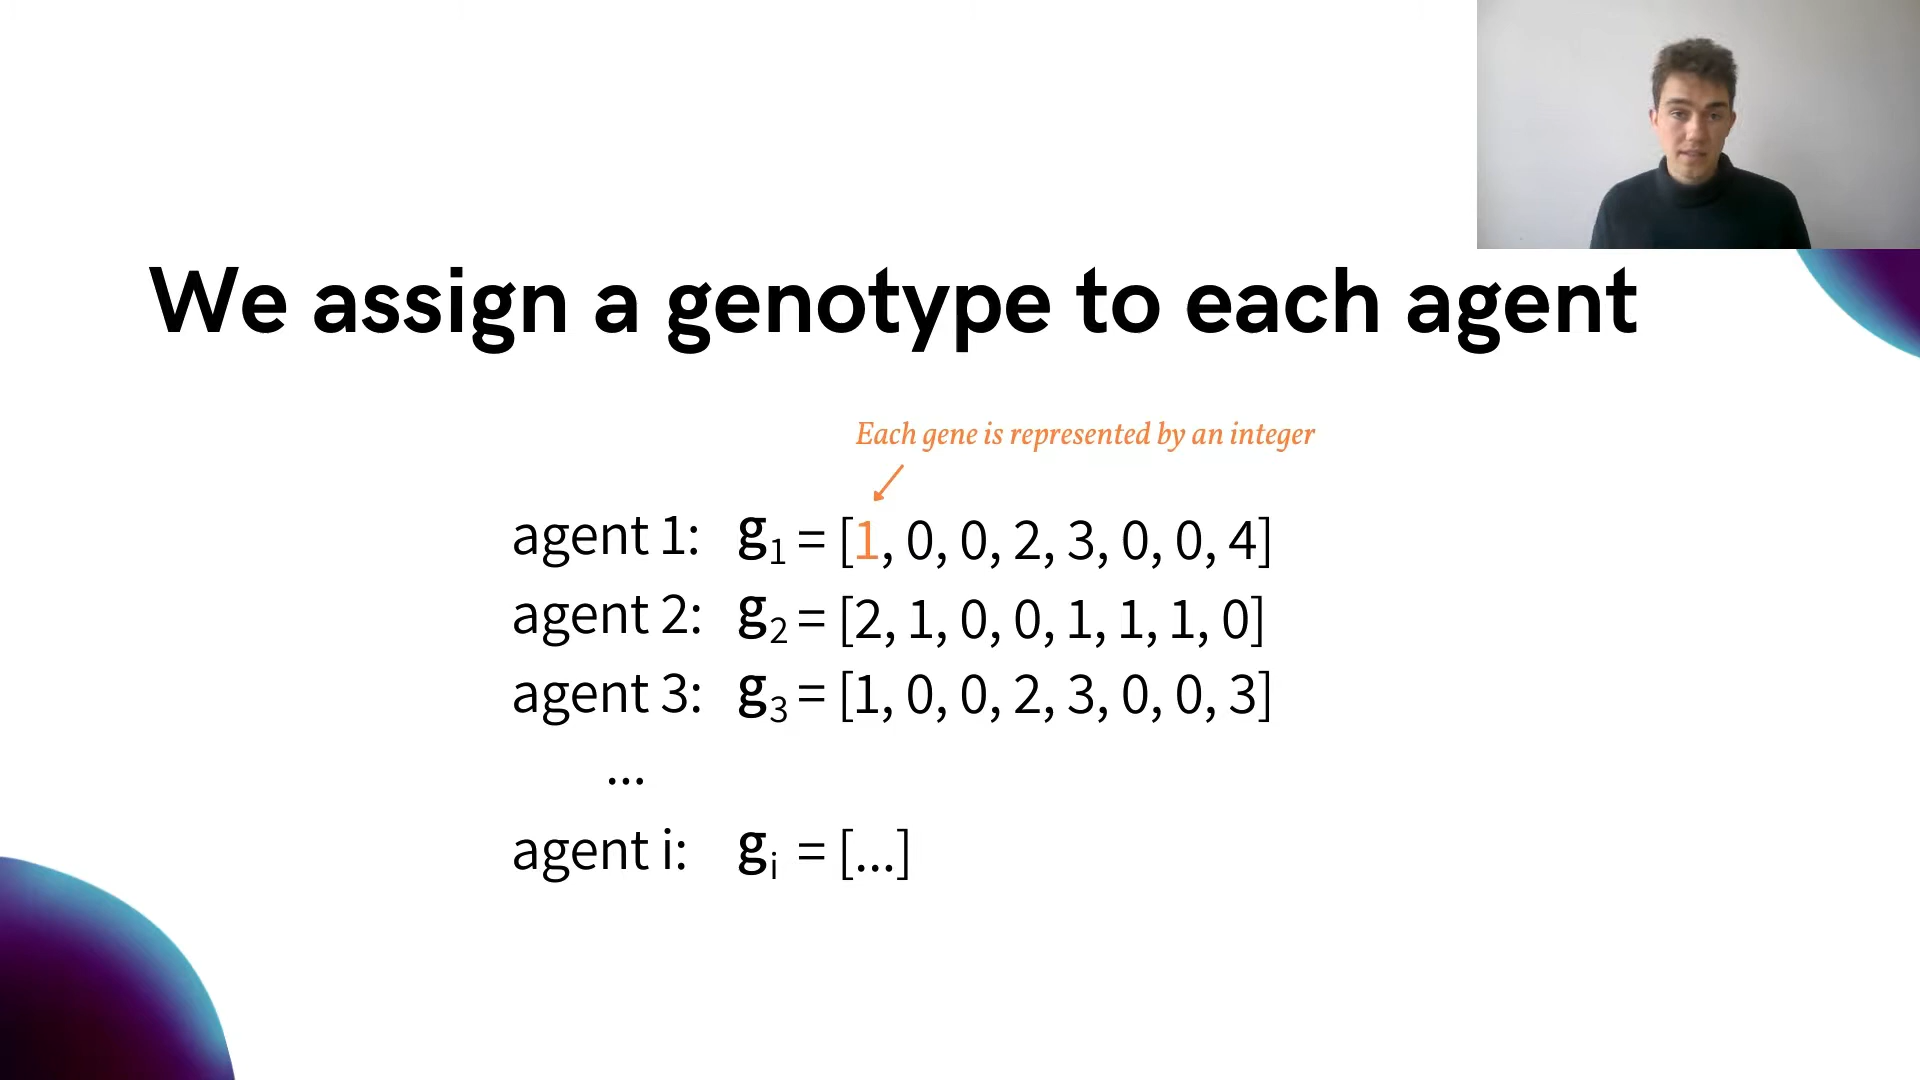 We assign a genotype to each agent
Each gene is represented by an integer
agent 1: g₁ = [1, 0, 0, 2, 3, 0, 0, 4]
agent 2: g₂ = [2, 1, 0, 0, 1, 1, 1, 0]
agent 3: g₃ = [1, 0, 0, 2, 3, 0, 0, 3]
...
agent i: gᵢ = [...]